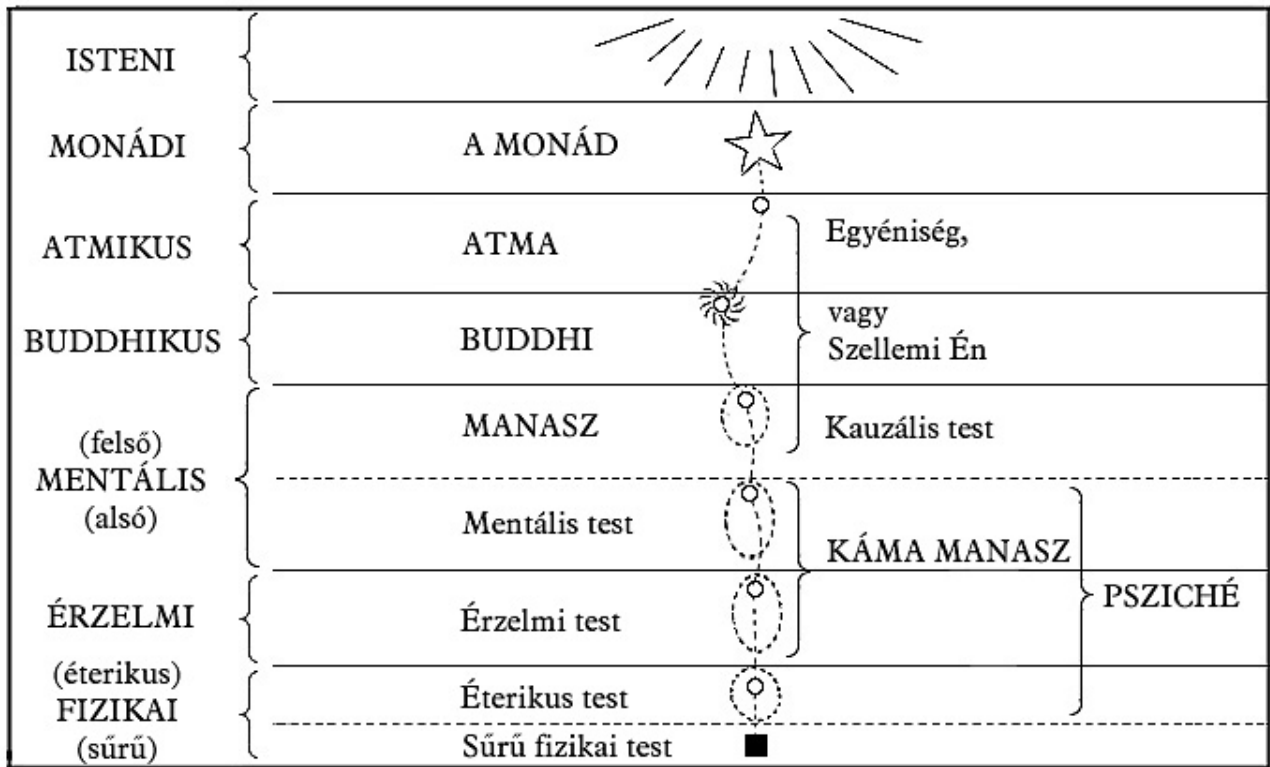 ISTENI
MONÁDI
A MONÁD
ATMIKUS
ATMA
Egyéniség,
BUDDHIKUS
BUDDHI
vagy
Szellemi Én
(felső)
MENTÁLIS
(alsó)
MANASZ
Kauzális test
Mentális test
KÁMA MANASZ
PSZICHÉ
ÉRZELMI
Érzelmi test
(éterikus)
FIZIKAI
(sűrű)
Éterikus test
Sűrű fizikai test